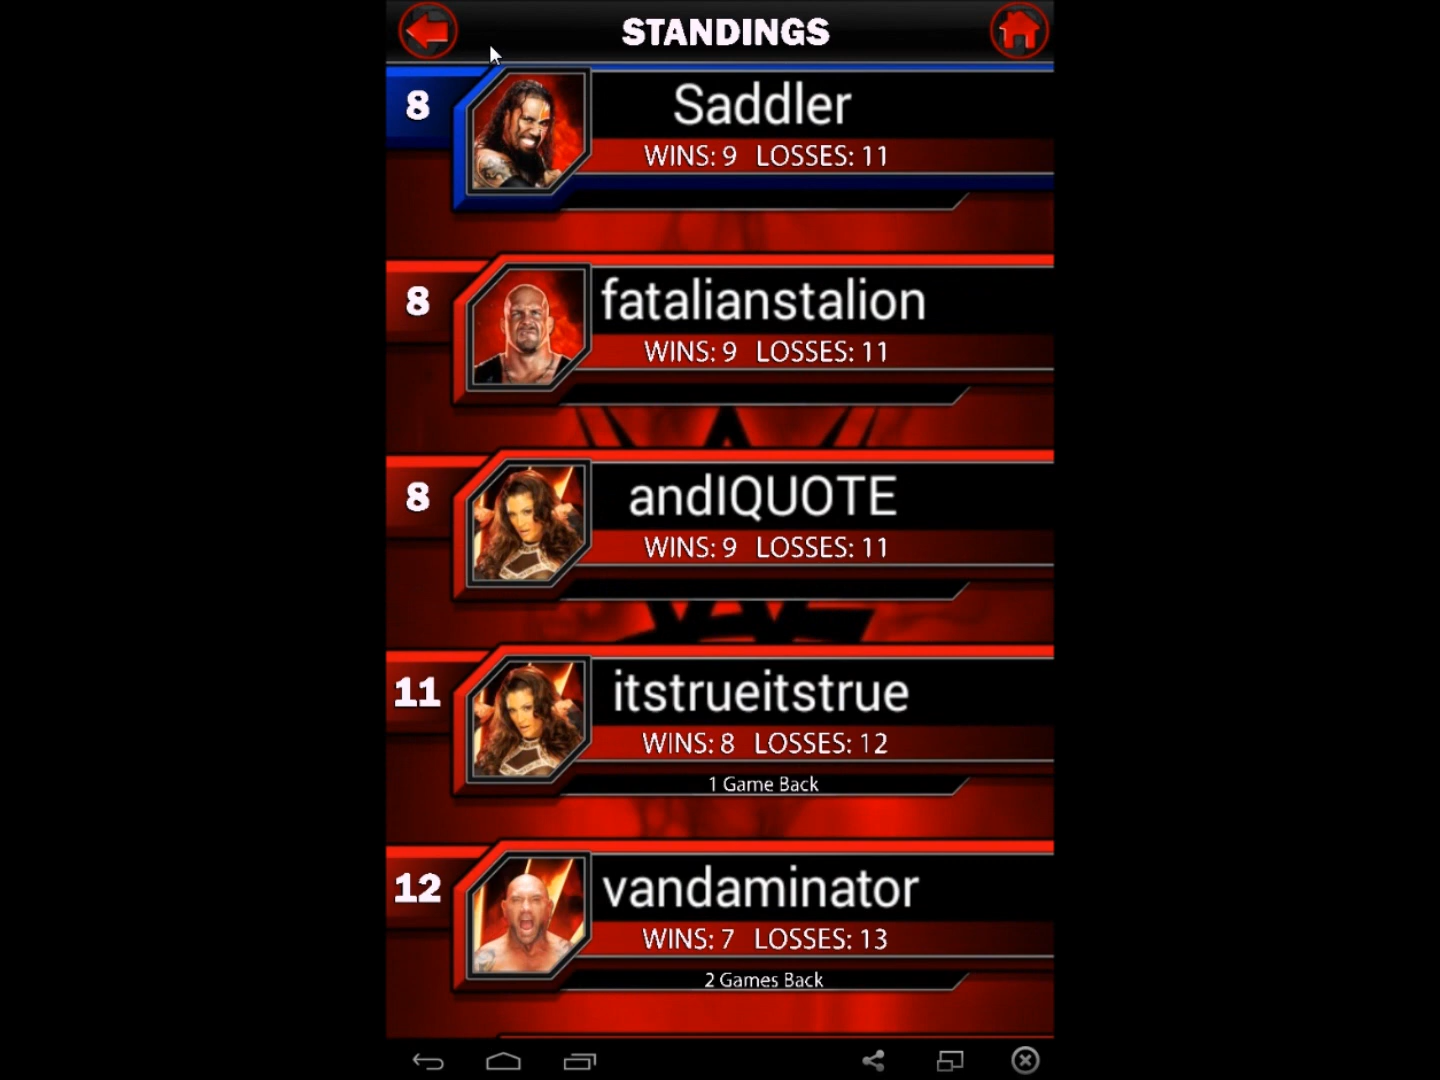 STANDINGS
8
Saddler
WINS: 9 LOSSES: 11
8
fatalianstalion
WINS: 9 LOSSES: 11
8
andIQUOTE
WINS: 9 LOSSES: 11
11
itstrueitstrue
WINS: 8 LOSSES: 12
1 Game Back
12
vandaminator
WINS: 7 LOSSES: 13
2 Games Back